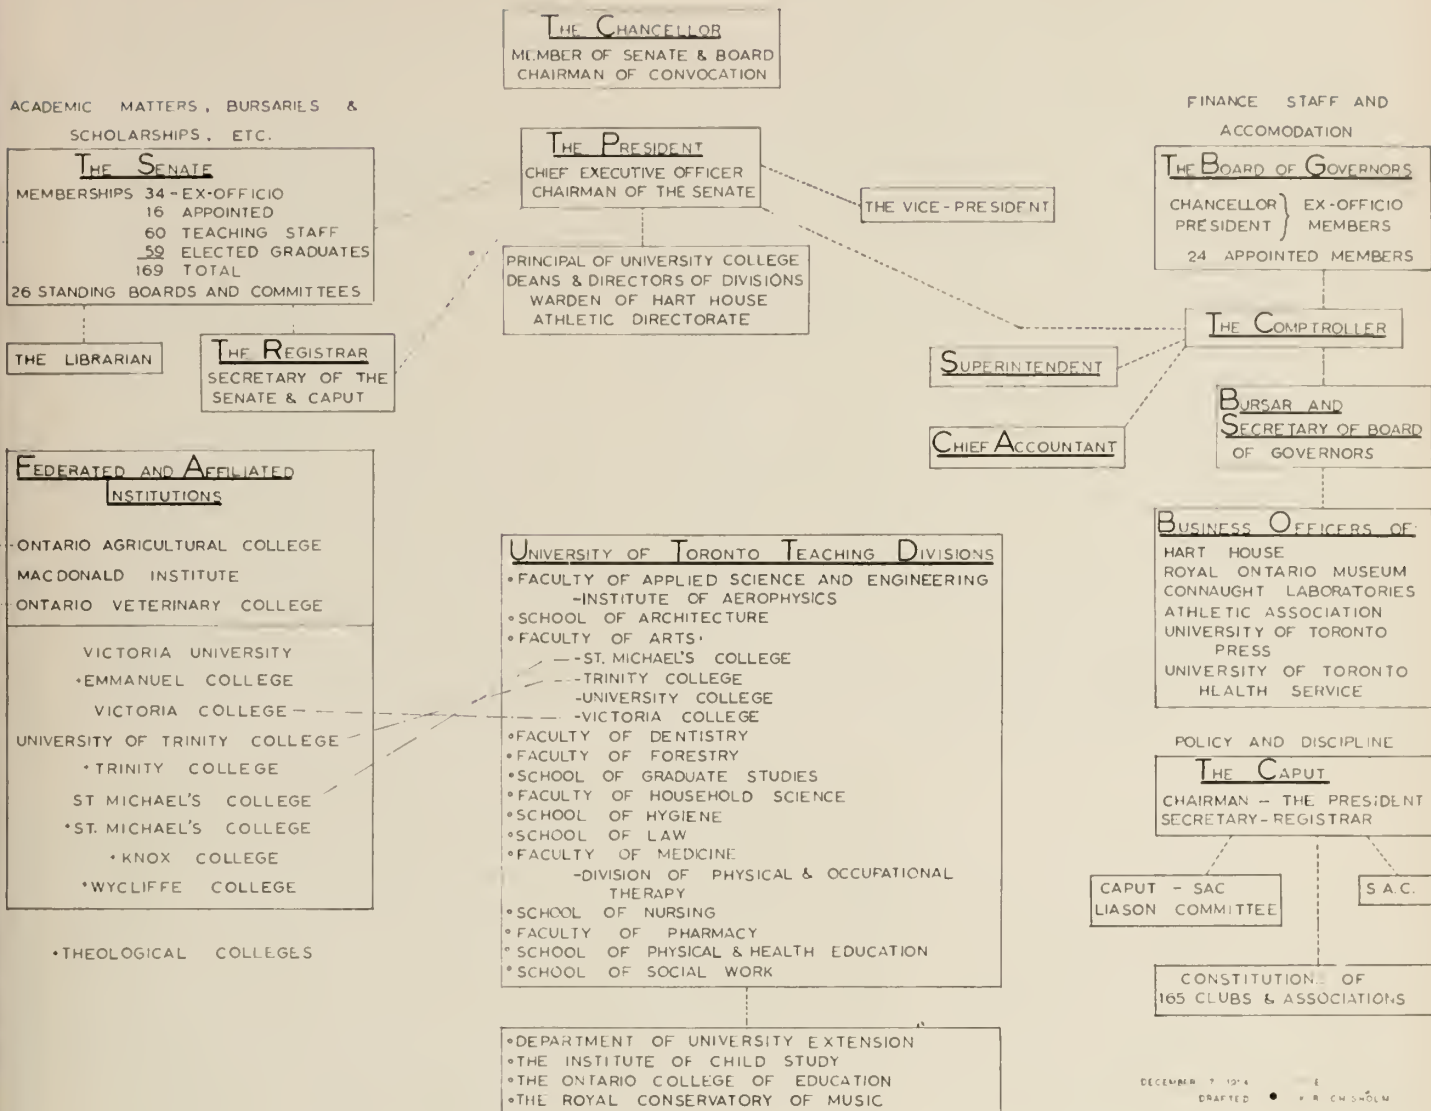 THE CHANCELLOR
MEMBER OF SENATE & BOARD
CHAIRMAN OF CONVOCATION
ACADEMIC MATTERS, BURSARIES &
SCHOLARSHIPS, ETC.
THE SENATE
MEMBERSHIPS 34 - EX-OFFICIO
16 APPOINTED
60 TEACHING STAFF
59 ELECTED GRADUATES
169 TOTAL
26 STANDING BOARDS AND COMMITTEES
THE LIBRARIAN
THE REGISTRAR
SECRETARY OF THE
SENATE & CAPUT
THE PRESIDENT
CHIEF EXECUTIVE OFFICER
CHAIRMAN OF THE SENATE
THE VICE-PRESIDENT
PRINCIPAL OF UNIVERSITY COLLEGE
DEANS & DIRECTORS OF DIVISIONS
WARDEN OF HART HOUSE
ATHLETIC DIRECTORATE
FINANCE STAFF AND
ACCOMODATION
THE BOARD OF GOVERNORS
CHANCELLOR } EX-OFFICIO
PRESIDENT } MEMBERS
24 APPOINTED MEMBERS
THE COMPTROLLER
SUPERINTENDENT
CHIEF ACCOUNTANT
BURSAR AND
SECRETARY OF BOARD
OF GOVERNORS
BUSINESS OFFICERS OF:
HART HOUSE
ROYAL ONTARIO MUSEUM
CONNAUGHT LABORATORIES
ATHLETIC ASSOCIATION
UNIVERSITY OF TORONTO
PRESS
UNIVERSITY OF TORONTO
HEALTH SERVICE
FEDERATED AND AFFILIATED
INSTITUTIONS
-ONTARIO AGRICULTURAL COLLEGE
MACDONALD INSTITUTE
ONTARIO VETERINARY COLLEGE
VICTORIA UNIVERSITY
•EMMANUEL COLLEGE
VICTORIA COLLEGE
UNIVERSITY OF TRINITY COLLEGE
•TRINITY COLLEGE
ST MICHAEL'S COLLEGE
•ST. MICHAEL'S COLLEGE
•KNOX COLLEGE
•WYCLIFFE COLLEGE
•THEOLOGICAL COLLEGES
UNIVERSITY OF TORONTO TEACHING DIVISIONS
•FACULTY OF APPLIED SCIENCE AND ENGINEERING
-INSTITUTE OF AEROPHYSICS
•SCHOOL OF ARCHITECTURE
•FACULTY OF ARTS•
-ST. MICHAEL'S COLLEGE
-TRINITY COLLEGE
-UNIVERSITY COLLEGE
-VICTORIA COLLEGE
•FACULTY OF DENTISTRY
•FACULTY OF FORESTRY
•SCHOOL OF GRADUATE STUDIES
•FACULTY OF HOUSEHOLD SCIENCE
•SCHOOL OF HYGIENE
•SCHOOL OF LAW
•FACULTY OF MEDICINE
-DIVISION OF PHYSICAL & OCCUPATIONAL
THERAPY
•SCHOOL OF NURSING
•FACULTY OF PHARMACY
•SCHOOL OF PHYSICAL & HEALTH EDUCATION
•SCHOOL OF SOCIAL WORK
•DEPARTMENT OF UNIVERSITY EXTENSION
•THE INSTITUTE OF CHILD STUDY
•THE ONTARIO COLLEGE OF EDUCATION
•THE ROYAL CONSERVATORY OF MUSIC
POLICY AND DISCIPLINE
THE CAPUT
CHAIRMAN - THE PRESIDENT
SECRETARY-REGISTRAR
CAPUT - SAC
LIASON COMMITTEE
S.A.C.
CONSTITUTION OF
165 CLUBS & ASSOCIATIONS
DECEMBER 7
DRAFTED CHISHOLM